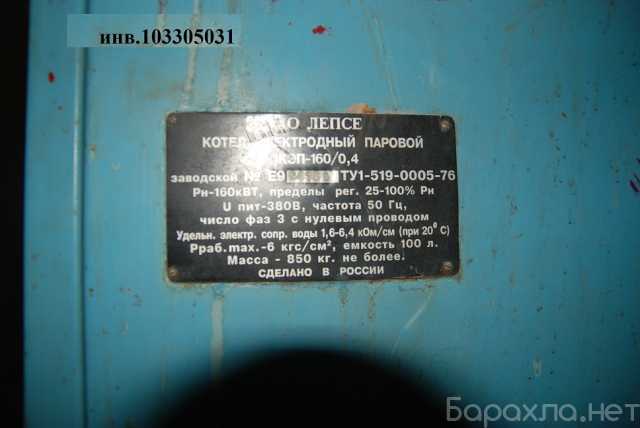 инв.103305031
ЛЕПСЕ
КОТЕЛ ЭЛЕКТРОДНЫЙ ПАРОВОЙ
КЭП-160/0,4
заводской № Е9 ТУ1-519-0005-76
Рн-160кВТ, пределы рег. 25-100% Рн
U пит-380В, частота 50 Гц,
число фаз 3 с нулевым проводом
Удельн. электр. сопр. воды 1,6-6,4 кОм/см (при 20°С)
Рраб.max.-6 кгс/см², емкость 100 л.
Масса - 850 кг. не более.
СДЕЛАНО В РОССИИ
Барахла.нет